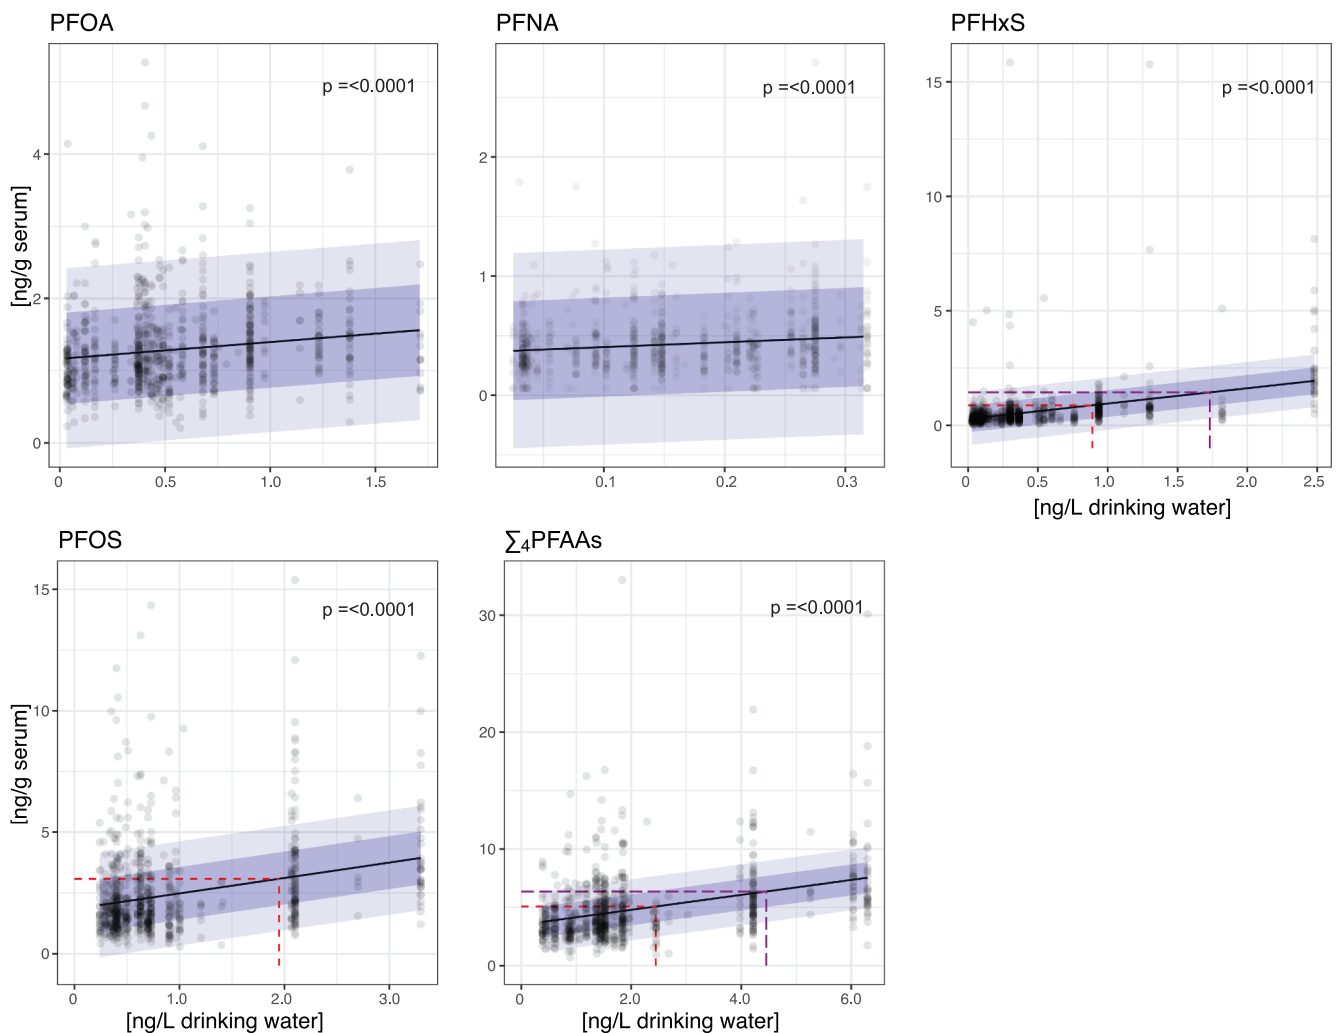 PFOA
PFNA
PFHxS
p =<0.0001
p =<0.0001
p =<0.0001
[ng/g serum]
4
2
0
2
1
0
15
10
5
0
0
0.5
1.0
1.5
0.1
0.2
0.3
0
0.5
1.0
1.5
2.0
2.5
[ng/L drinking water]
PFOS
∑₄PFAAs
p =<0.0001
p =<0.0001
[ng/g serum]
15
10
5
0
30
20
10
0
0
1.0
2.0
3.0
0
2.0
4.0
6.0
[ng/L drinking water]
[ng/L drinking water]